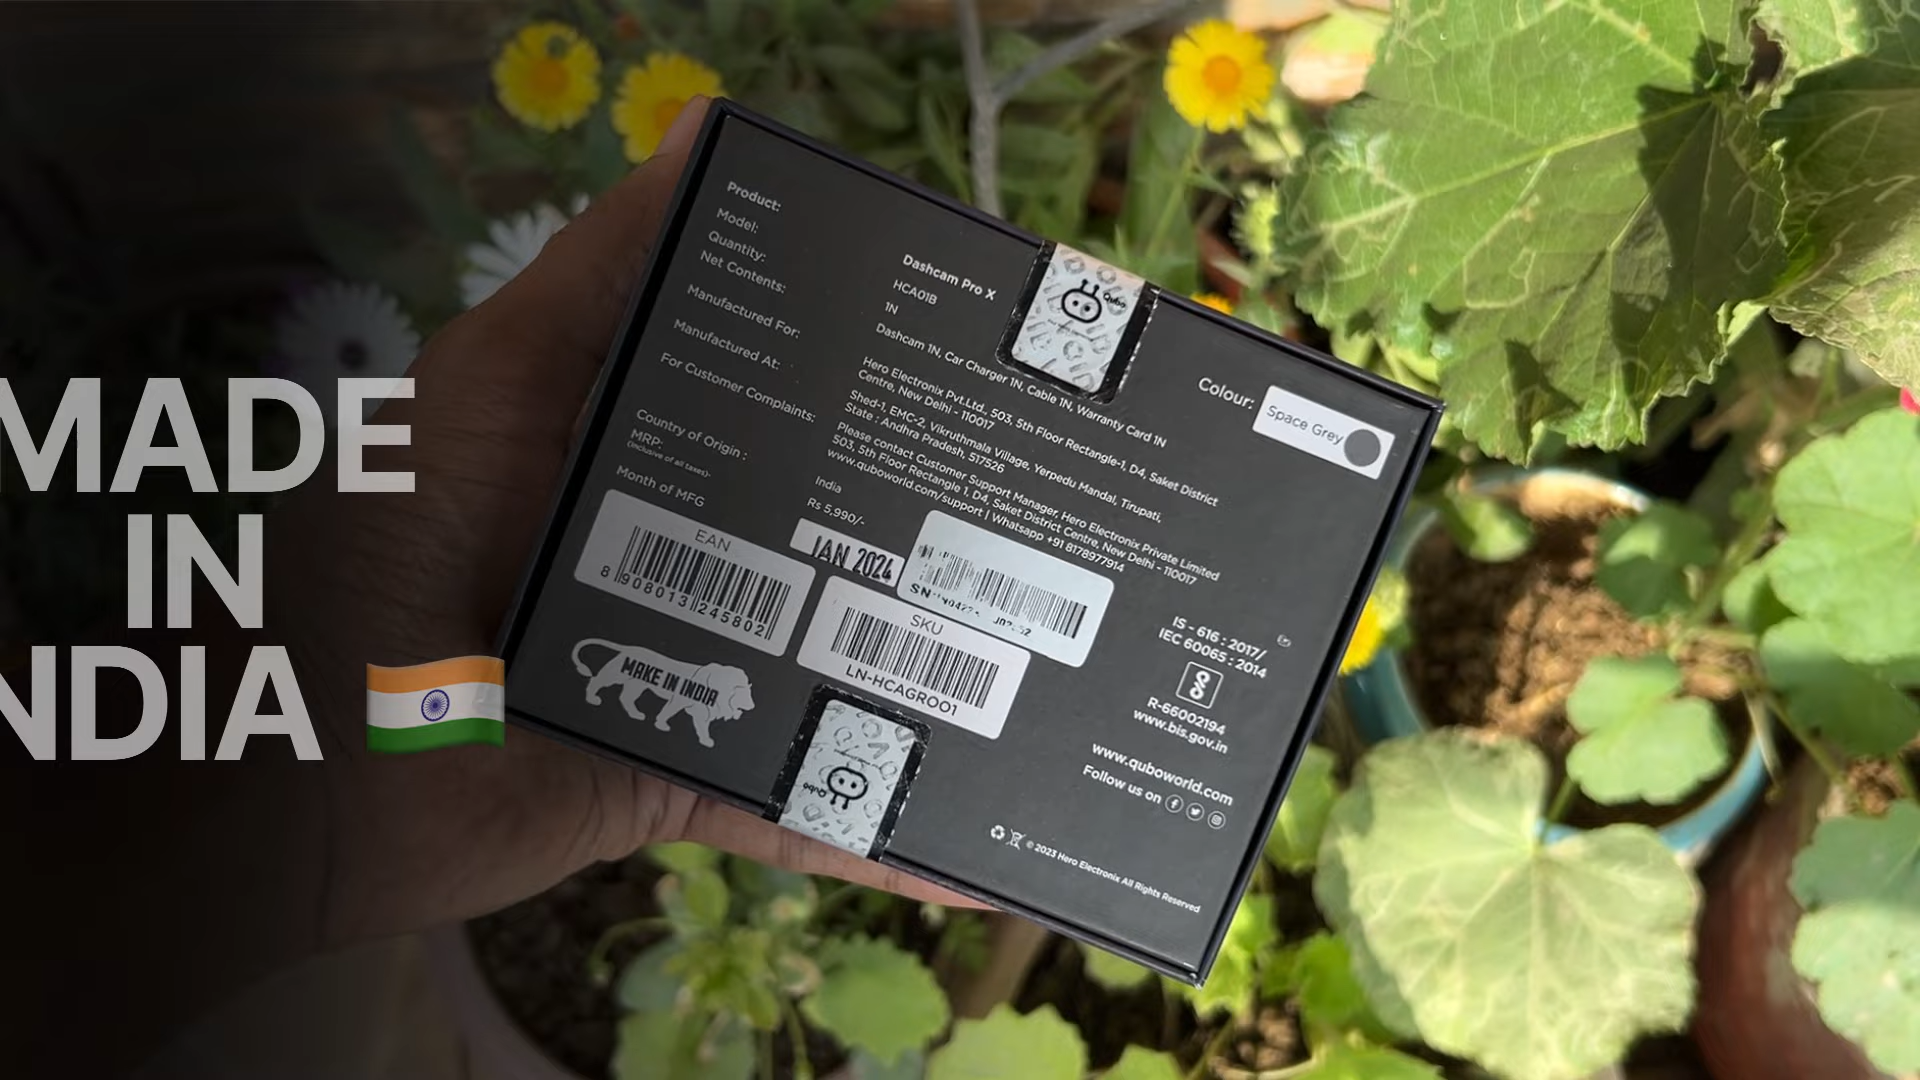 MADE
IN
NDIA
Product:
Model:
Quantity:
Net Contents:
Manufactured For:
Manufactured At:
For Customer Complaints:
Country of Origin :
MRP:
(Inclusive of all taxes)
Month of MFG
Dashcam Pro X
HCA01B
1N
Dashcam 1N, Car Charger 1N, Cable 1N, Warranty Card 1N
Hero Electronix Pvt.Ltd., 503, 5th Floor Rectangle-1, D4, Saket District
Centre, New Delhi - 110017
Shed-1, EMC-2, Vikruthmala Village, Yerpedu Mandal, Tirupati,
State : Andhra Pradesh. 517526
Please contact Customer Support Manager, Hero Electronix Private Limited
503, 5th Floor Rectangle 1, D4, Saket District Centre, New Delhi - 110017
www.quboworld.com/support | Whatsapp +91 8178977914
India
Rs 5,990/-
JAN 2024
Qubo
Colour:
Space Grey
EAN
8 908013 245802
SKU
LN-HCAGR001
SN
MAKE IN INDIA
Qubo
IS - 616 : 2017/
IEC 60065 : 2014
R-66002194
www.bis.gov.in
www.quboworld.com
Follow us on
© 2023 Hero Electronix All Rights Reserved